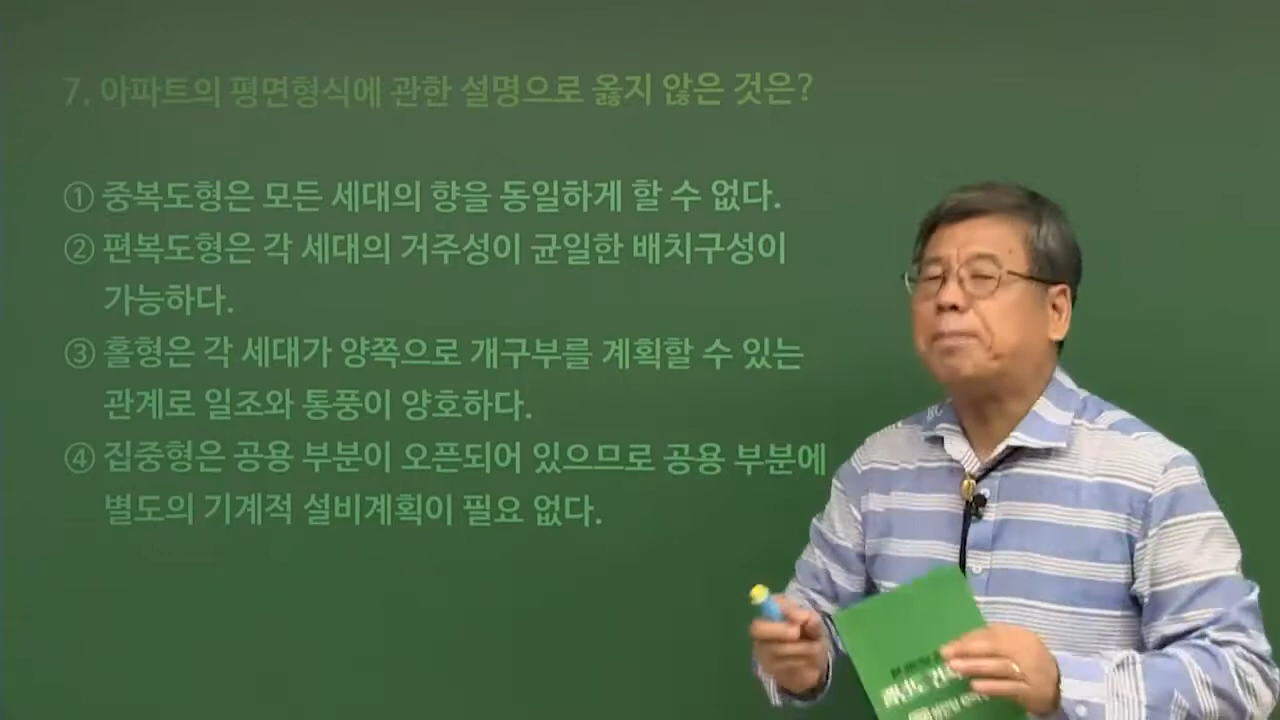 7. 아파트의 평면형식에 관한 설명으로 옳지 않은 것은?
① 중복도형은 모든 세대의 향을 동일하게 할 수 없다.
② 편복도형은 각 세대의 거주성이 균일한 배치구성이
가능하다.
③ 홀형은 각 세대가 양쪽으로 개구부를 계획할 수 있는
관계로 일조와 통풍이 양호하다.
④ 집중형은 공용 부분이 오픈되어 있으므로 공용 부분에
별도의 기계적 설비계획이 필요 없다.